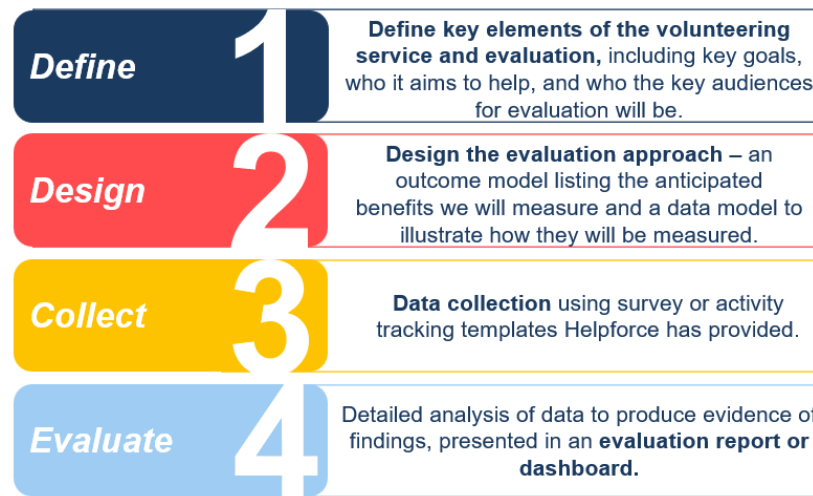 Define
1
Define key elements of the volunteering
service and evaluation, including key goals,
who it aims to help, and who the key audiences
for evaluation will be.
Design
2
Design the evaluation approach – an
outcome model listing the anticipated
benefits we will measure and a data model to
illustrate how they will be measured.
Collect
3
Data collection using survey or activity
tracking templates Helpforce has provided.
Evaluate
4
Detailed analysis of data to produce evidence of
findings, presented in an evaluation report or
dashboard.